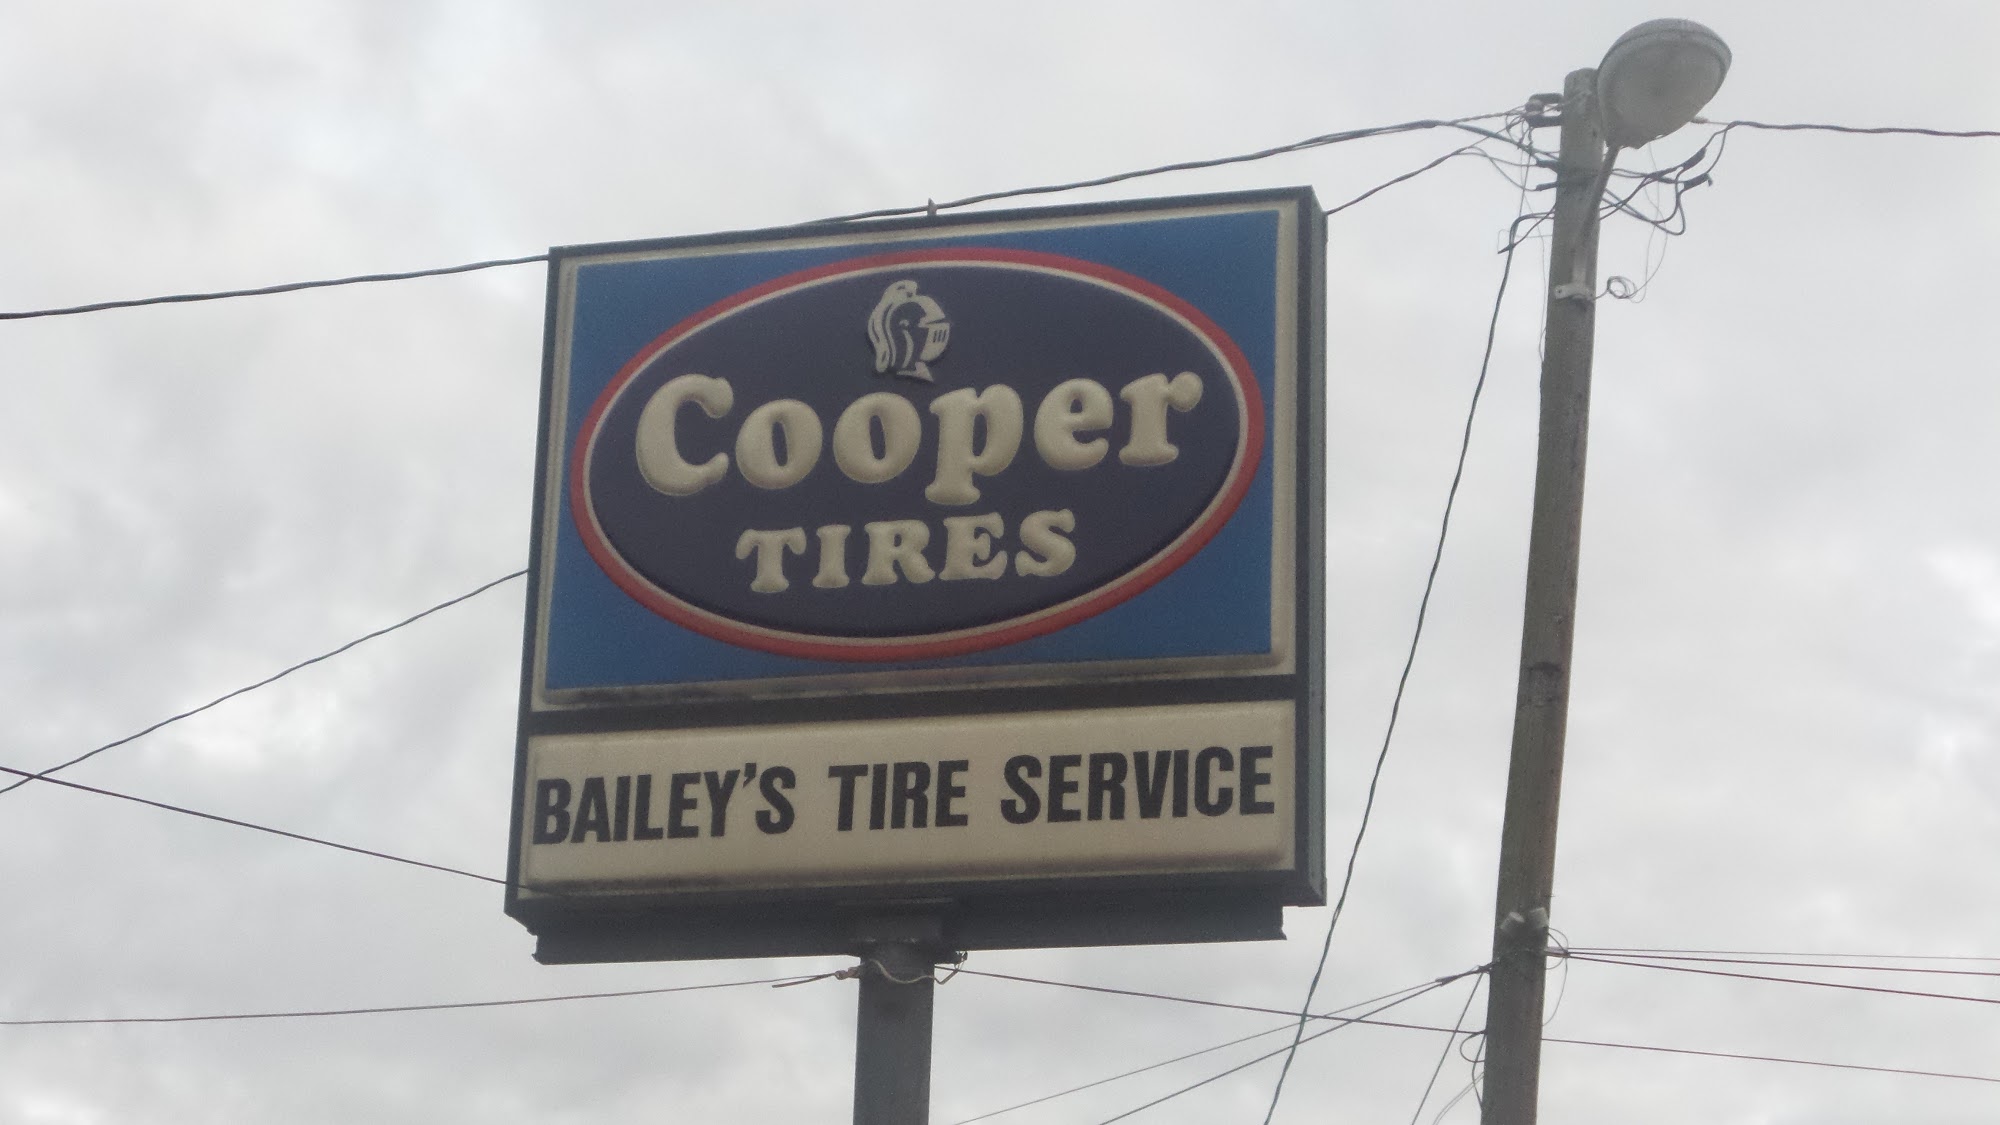 Cooper
TIRES
BAILEY'S TIRE SERVICE